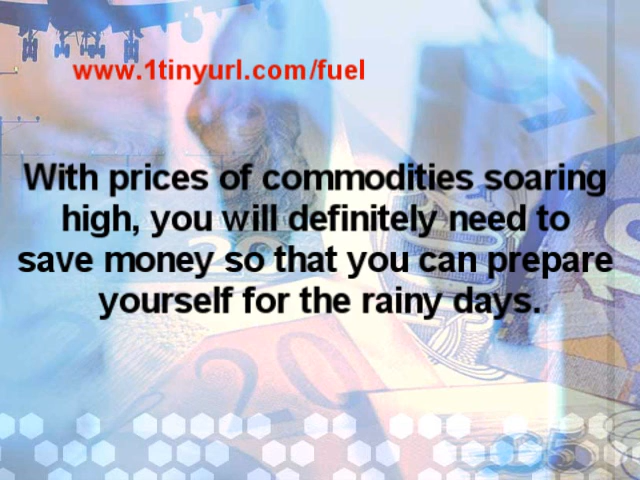 www.1tinyurl.com/fuel
With prices of commodities soaring
high, you will definitely need to
save money so that you can prepare
yourself for the rainy days.
20